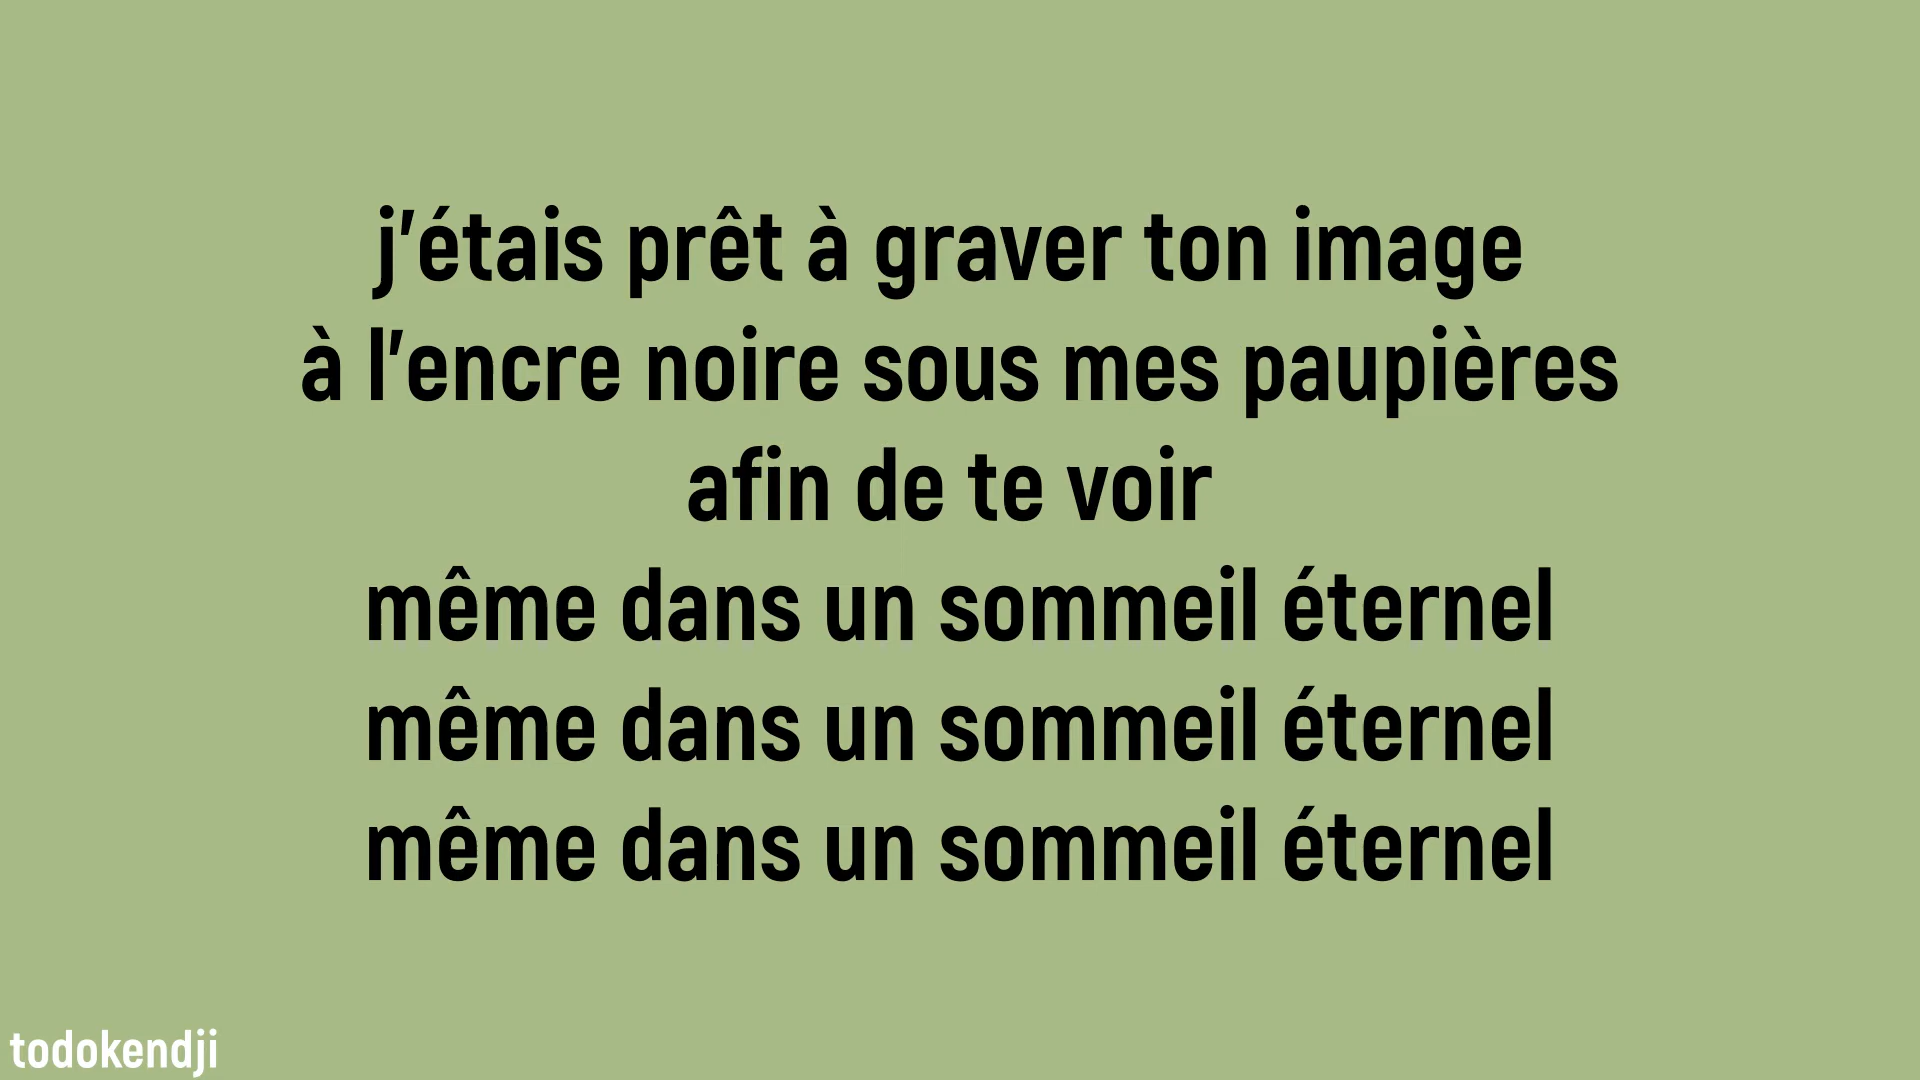 j'étais prêt à graver ton image
à l'encre noire sous mes paupières
afin de te voir
même dans un sommeil éternel
même dans un sommeil éternel
même dans un sommeil éternel
todokendji